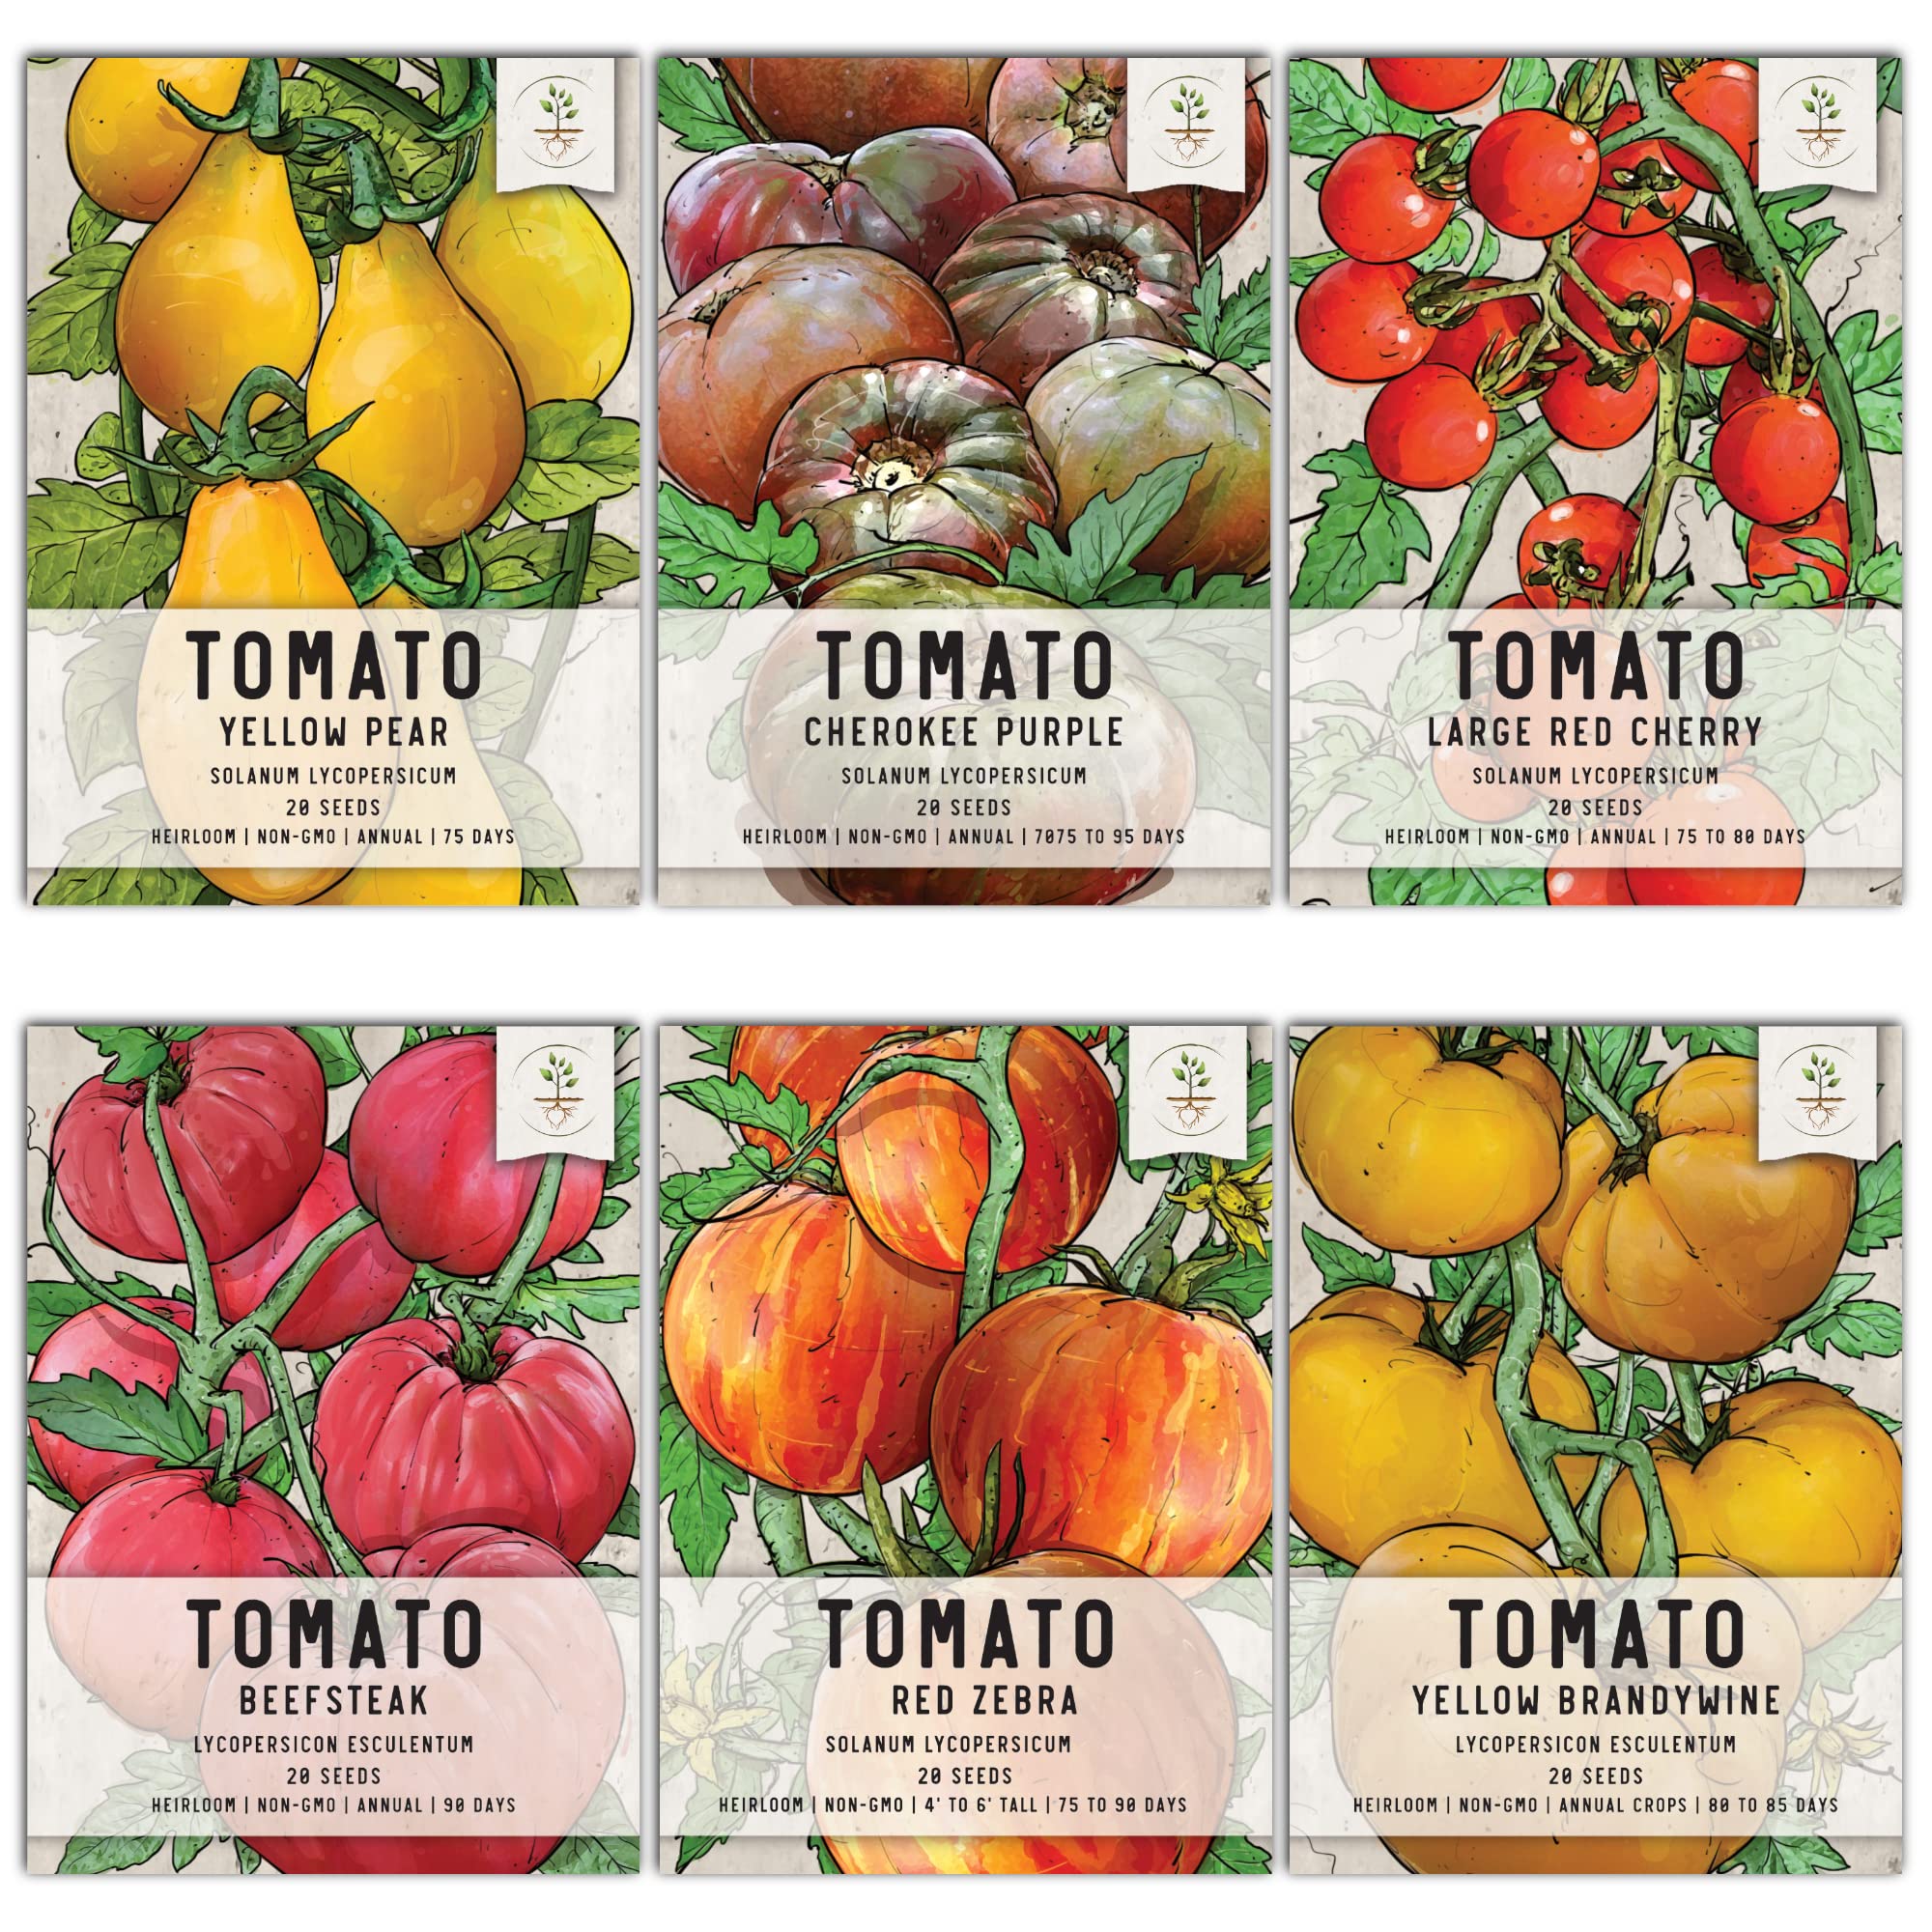 TOMATO
YELLOW PEAR
SOLANUM LYCOPERSICUM
20 SEEDS
HEIRLOOM | NON-GMO | ANNUAL | 75 DAYS
TOMATO
CHEROKEE PURPLE
SOLANUM LYCOPERSICUM
20 SEEDS
HEIRLOOM | NON-GMO | ANNUAL | 7075 TO 95 DAYS
TOMATO
LARGE RED CHERRY
SOLANUM LYCOPERSICUM
20 SEEDS
HEIRLOOM | NON-GMO | ANNUAL | 75 TO 80 DAYS
TOMATO
BEEFSTEAK
LYCOPERSICON ESCULENTUM
20 SEEDS
HEIRLOOM | NON-GMO | ANNUAL | 90 DAYS
TOMATO
RED ZEBRA
SOLANUM LYCOPERSICUM
20 SEEDS
HEIRLOOM | NON-GMO | 4' TO 6' TALL | 75 TO 90 DAYS
TOMATO
YELLOW BRANDYWINE
LYCOPERSICON ESCULENTUM
20 SEEDS
HEIRLOOM | NON-GMO | ANNUAL CROPS | 80 TO 85 DAYS